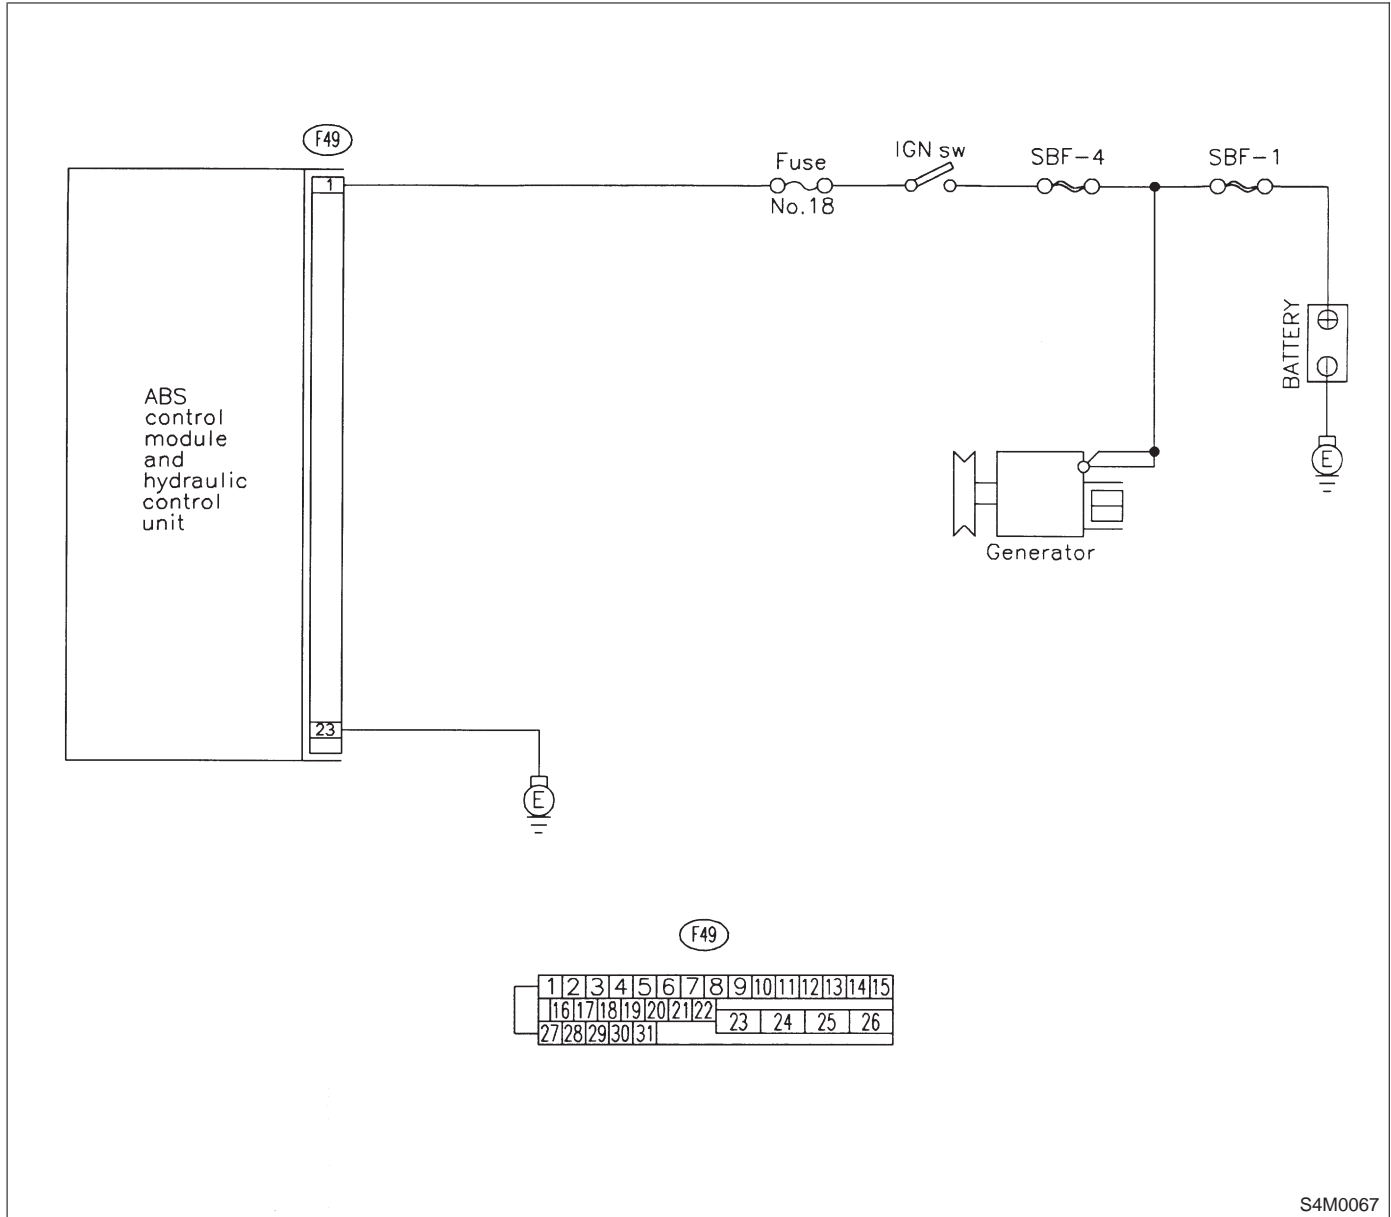 F49
1
Fuse
No.18
IGN sw
SBF-4
SBF-1
BATTERY
E
ABS
control
module
and
hydraulic
control
unit
Generator
23
E
F49
1 2 3 4 5 6 7 8 9 10 11 12 13 14 15
16 17 18 19 20 21 22
23 24 25 26
27 28 29 30 31
S4M0067